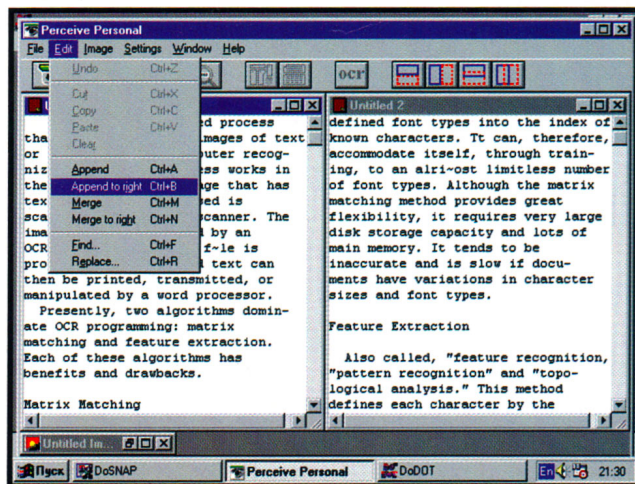 Perceive Personal
File Edit Image Settings Window Help
ocr
Undo Ctrl+Z
Cut Ctrl+X
Copy Ctrl+C
Paste Ctrl+V
Clear
Append Ctrl+A
Append to right Ctrl+B
Merge Ctrl+M
Merge to right Ctrl+N
Find... Ctrl+F
Replace... Ctrl+R
d process
tha mages of text
or uter recog-
niz ess works in
the ge that has
tex ed is
sca canner. The
ima d by an
OCR f~le is
pro d text can
then be printed, transmitted, or
manipulated by a word processor.
Presently, two algorithms domin-
ate OCR programming: matrix
matching and feature extraction.
Each of these algorithms has
benefits and drawbacks.
Matrix Matching
Untitled 2
defined font types into the index of
known characters. Tt can, therefore,
accommodate itself, through train-
ing, to an alri~ost limitless number
of font types. Although the matrix
matching method provides great
flexibility, it requires very large
disk storage capacity and lots of
main memory. It tends to be
inaccurate and is slow if docu-
ments have variations in character
sizes and font types.
Feature Extraction
Also called, "feature recognition,
"pattern recognition" and "topo-
logical analysis." This method
defines each character by the
Untitled Im...
Пуск DoSNAP Perceive Personal DoDOT En 21:30